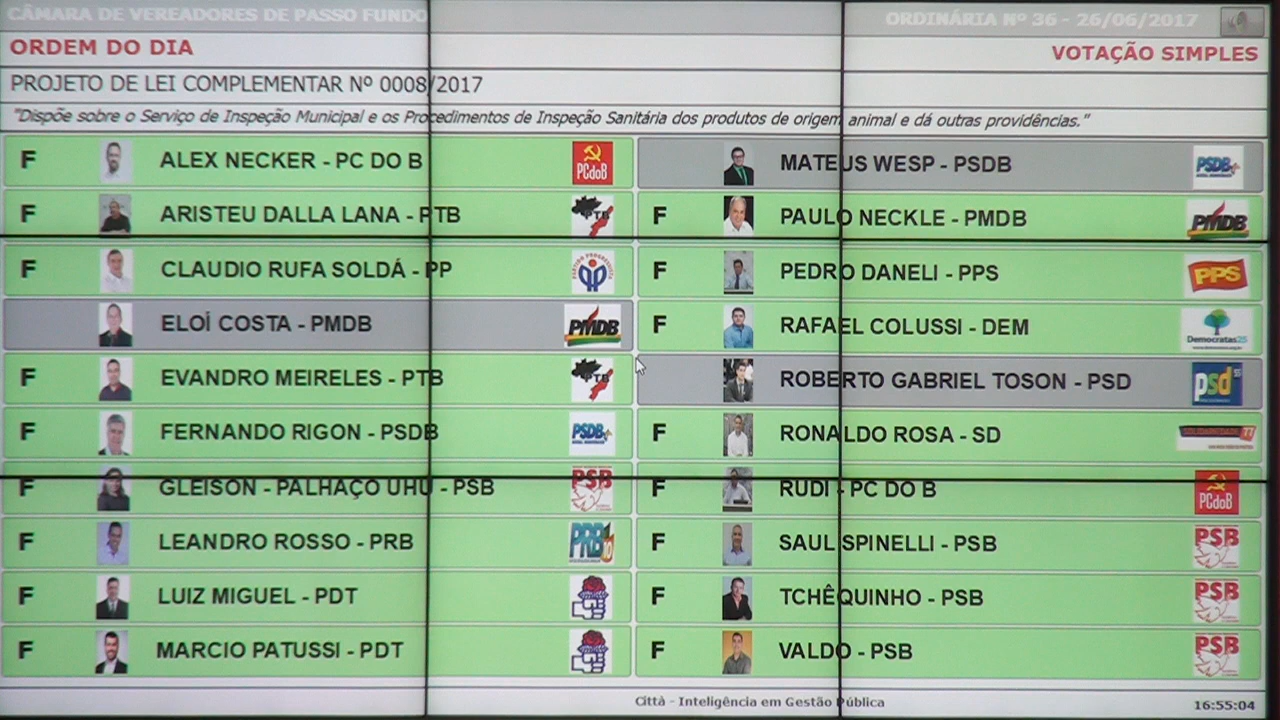 CÂMARA DE VEREADORES DE PASSO FUNDO
ORDINÁRIA Nº 36 - 26/06/2017
ORDEM DO DIA
VOTAÇÃO SIMPLES
PROJETO DE LEI COMPLEMENTAR Nº 0008/2017
"Dispõe sobre o Serviço de Inspeção Municipal e os Procedimentos de Inspeção Sanitária dos produtos de origem animal e dá outras providências."
F ALEX NECKER - PC DO B PCdoB
F ARISTEU DALLA LANA - PTB PTB
F CLAUDIO RUFA SOLDÁ - PP
ELOÍ COSTA - PMDB PMDB
F EVANDRO MEIRELES - PTB PTB
F FERNANDO RIGON - PSDB PSDB
F GLEISON - PALHAÇO UHU - PSB PSB
F LEANDRO ROSSO - PRB PRB 10
F LUIZ MIGUEL - PDT
F MARCIO PATUSSI - PDT
MATEUS WESP - PSDB PSDB
F PAULO NECKLE - PMDB PMDB
F PEDRO DANELI - PPS PPS
F RAFAEL COLUSSI - DEM Democratas25
ROBERTO GABRIEL TOSON - PSD psd 55
F RONALDO ROSA - SD SOLIDARIEDADE 77
F RUDI - PC DO B PCdoB
F SAUL SPINELLI - PSB PSB
F TCHÊQUINHO - PSB PSB
F VALDO - PSB PSB
Città - Inteligência em Gestão Pública
16:55:04